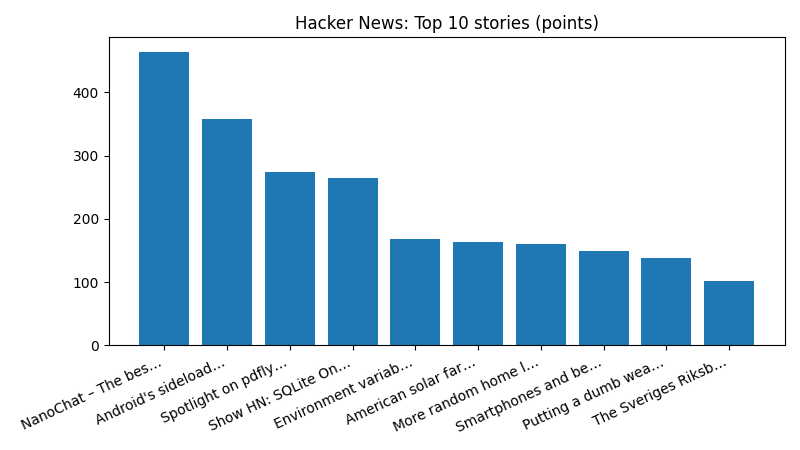 Hacker News: Top 10 stories (points)
400
300
200
100
0
NanoChat – The bes...
Android's sideload...
Spotlight on pdfly...
Show HN: SQLite On...
Environment variab...
American solar far...
More random home l...
Smartphones and be...
Putting a dumb wea...
The Sveriges Riksb...